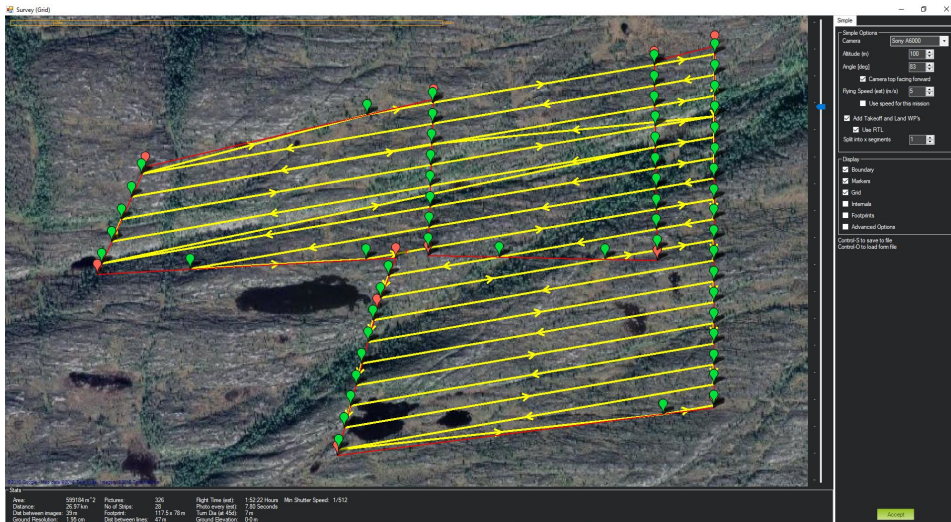 Survey (Grid)
Simple
Simple Options
Camera Sony A6000
Altitude (m) 100
Angle [deg] 83
Camera top facing forward
Flying Speed (est) (m/s) 5
Use speed for this mission
Add Takeoff and Land WP's
Use RTL
Split into x segments 1
Display
Boundary
Markers
Grid
Internals
Footprints
Advanced Options
Control-S to save to file
Control-O to load form file
Stats
Area: 599184 m^2 Pictures: 326 Flight Time (est): 1:52:22 Hours Min Shutter Speed: 1/512
Distance: 26.97 km No of Strips: 28 Photo every (est): 7.80 Seconds
Dist between images: 39 m Footprint: 117.5 x 78 m Turn Dia (at 45d): 7m
Ground Resolution: 1.95 cm Dist between lines: 47 m Ground Elevation: 0-0 m
Accept